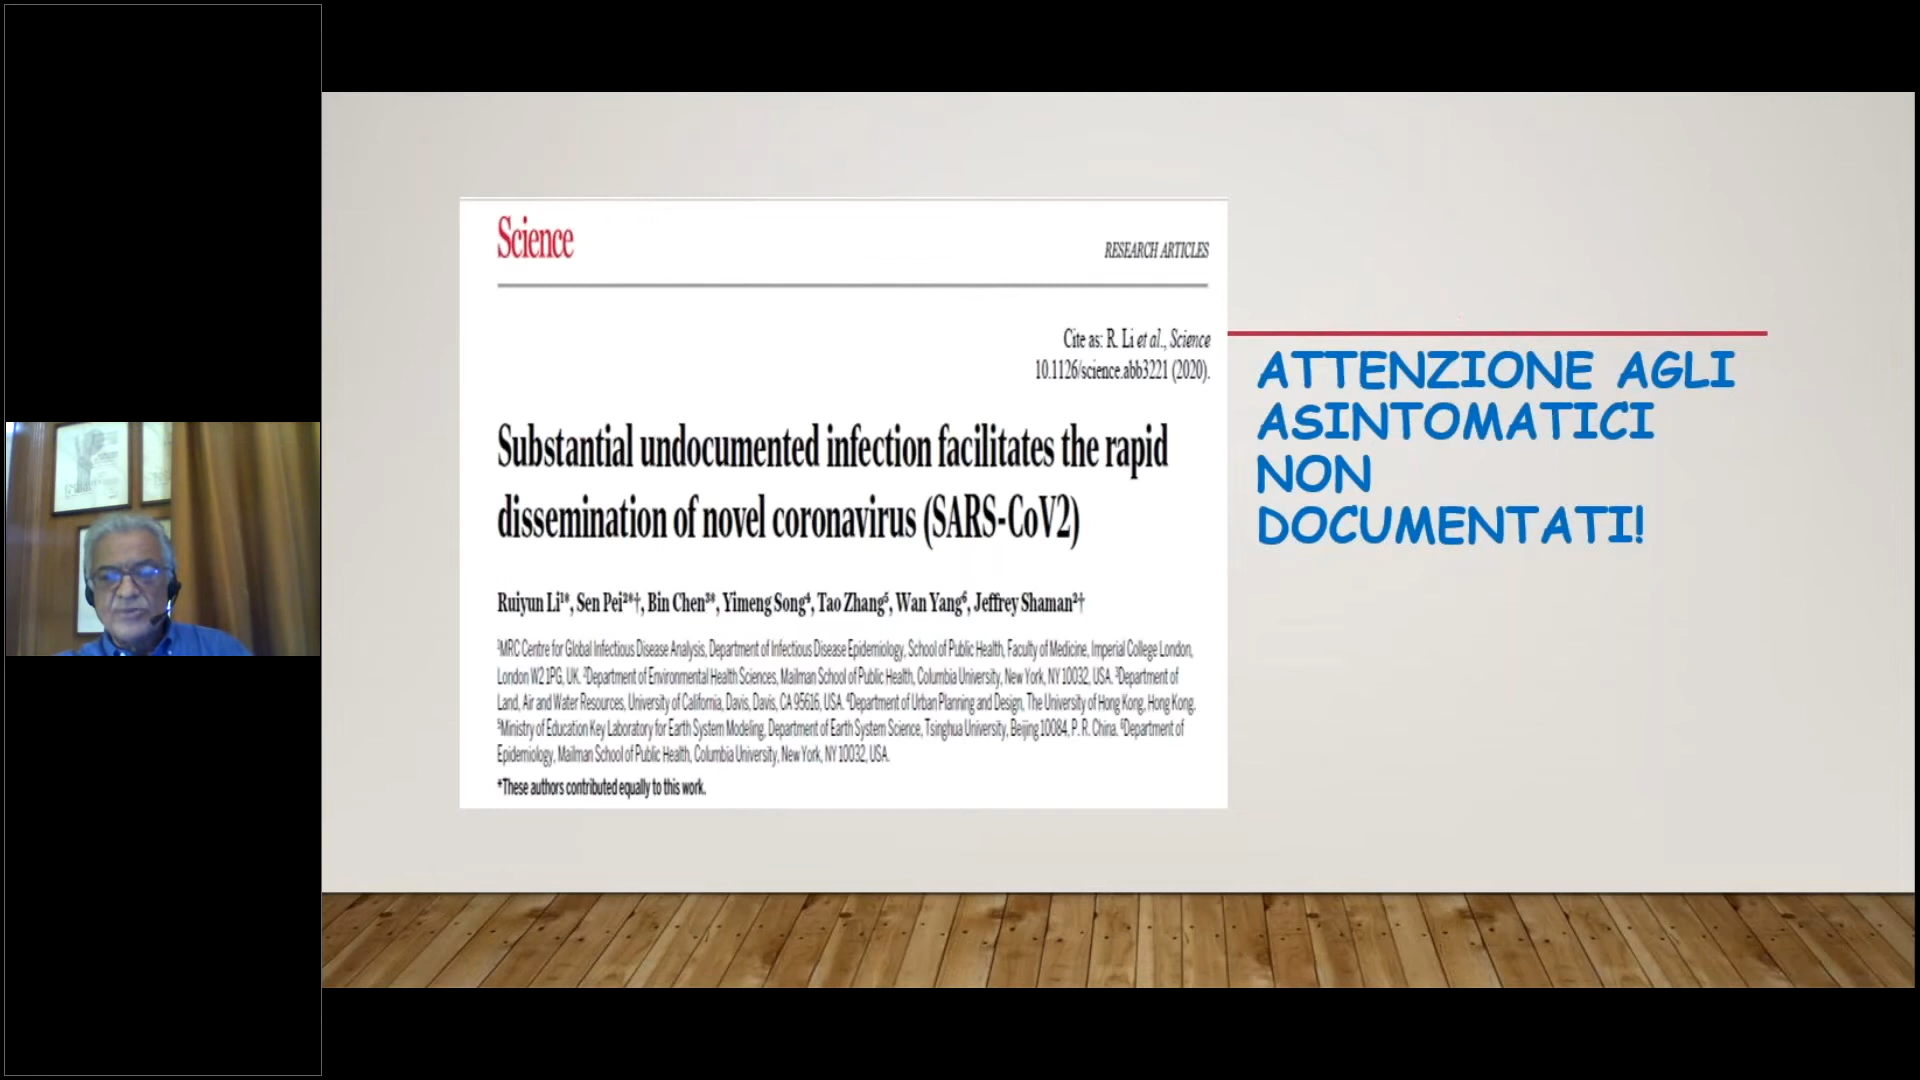 Science
RESEARCH ARTICLES
Cite as: R. Li et al., Science
10.1126/science.abb3221 (2020).
Substantial undocumented infection facilitates the rapid
dissemination of novel coronavirus (SARS-CoV2)
Ruiyun Li¹*, Sen Pei²*†, Bin Chen³*, Yimeng Song⁴, Tao Zhang⁵, Wan Yang⁶, Jeffrey Shaman²†
¹MRC Centre for Global Infectious Disease Analysis, Department of Infectious Disease Epidemiology, School of Public Health, Faculty of Medicine, Imperial College London,
London W2 1PG, UK. ²Department of Environmental Health Sciences, Mailman School of Public Health, Columbia University, New York, NY 10032, USA. ³Department of
Land, Air and Water Resources, University of California, Davis, Davis, CA 95616, USA. ⁴Department of Urban Planning and Design, The University of Hong Kong, Hong Kong.
⁵Ministry of Education Key Laboratory for Earth System Modeling, Department of Earth System Science, Tsinghua University, Beijing 10084, P. R. China. ⁶Department of
Epidemiology, Mailman School of Public Health, Columbia University, New York, NY 10032, USA.
*These authors contributed equally to this work.
ATTENZIONE AGLI
ASINTOMATICI
NON
DOCUMENTATI!